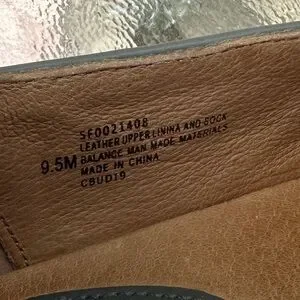 SF0021408
LEATHER UPPER LINING AND SOCK
9.5M BALANCE MAN MADE MATERIALS
MADE IN CHINA
CBUD19